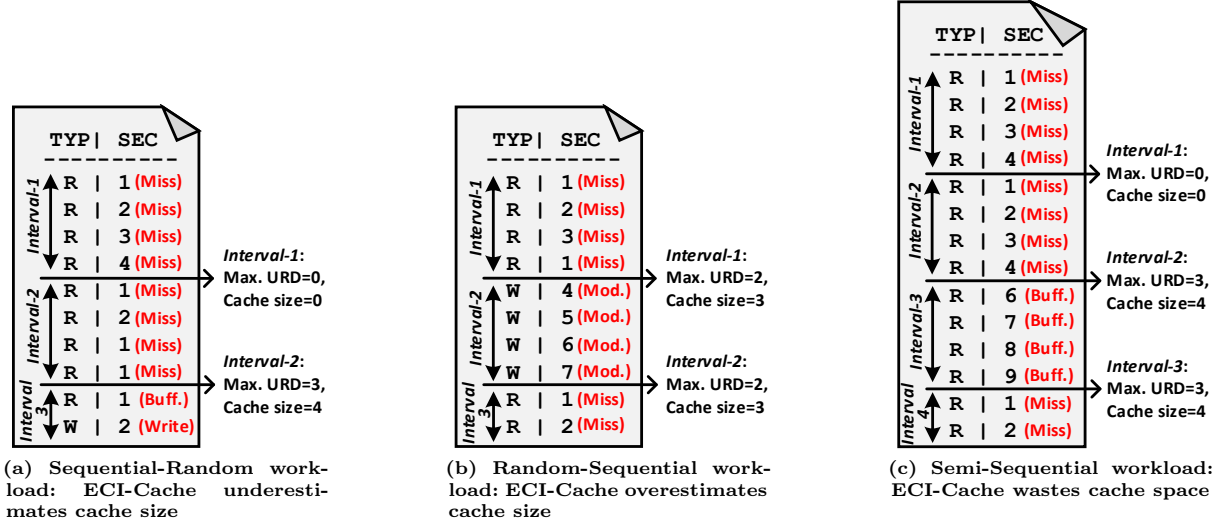 TYP| SEC
Interval-1
R | 1 (Miss)
R | 2 (Miss)
R | 3 (Miss)
R | 4 (Miss)
Interval-1:
Max. URD=0,
Cache size=0
Interval-2
R | 1 (Miss)
R | 2 (Miss)
R | 1 (Miss)
R | 1 (Miss)
Interval-2:
Max. URD=3,
Cache size=4
Interval
3
R | 1 (Buff.)
W | 2 (Write)
(a) Sequential-Random work-
load: ECI-Cache underesti-
mates cache size
TYP| SEC
Interval-1
R | 1 (Miss)
R | 2 (Miss)
R | 3 (Miss)
R | 1 (Miss)
Interval-1:
Max. URD=2,
Cache size=3
Interval-2
W | 4 (Mod.)
W | 5 (Mod.)
W | 6 (Mod.)
W | 7 (Mod.)
Interval-2:
Max. URD=2,
Cache size=3
Interval
3
R | 1 (Miss)
R | 2 (Miss)
(b) Random-Sequential work-
load: ECI-Cache overestimates
cache size
TYP| SEC
Interval-1
R | 1 (Miss)
R | 2 (Miss)
R | 3 (Miss)
R | 4 (Miss)
Interval-1:
Max. URD=0,
Cache size=0
Interval-2
R | 1 (Miss)
R | 2 (Miss)
R | 3 (Miss)
R | 4 (Miss)
Interval-2:
Max. URD=3,
Cache size=4
Interval-3
R | 6 (Buff.)
R | 7 (Buff.)
R | 8 (Buff.)
R | 9 (Buff.)
Interval-3:
Max. URD=3,
Cache size=4
Interval
4
R | 1 (Miss)
R | 2 (Miss)
(c) Semi-Sequential workload:
ECI-Cache wastes cache space